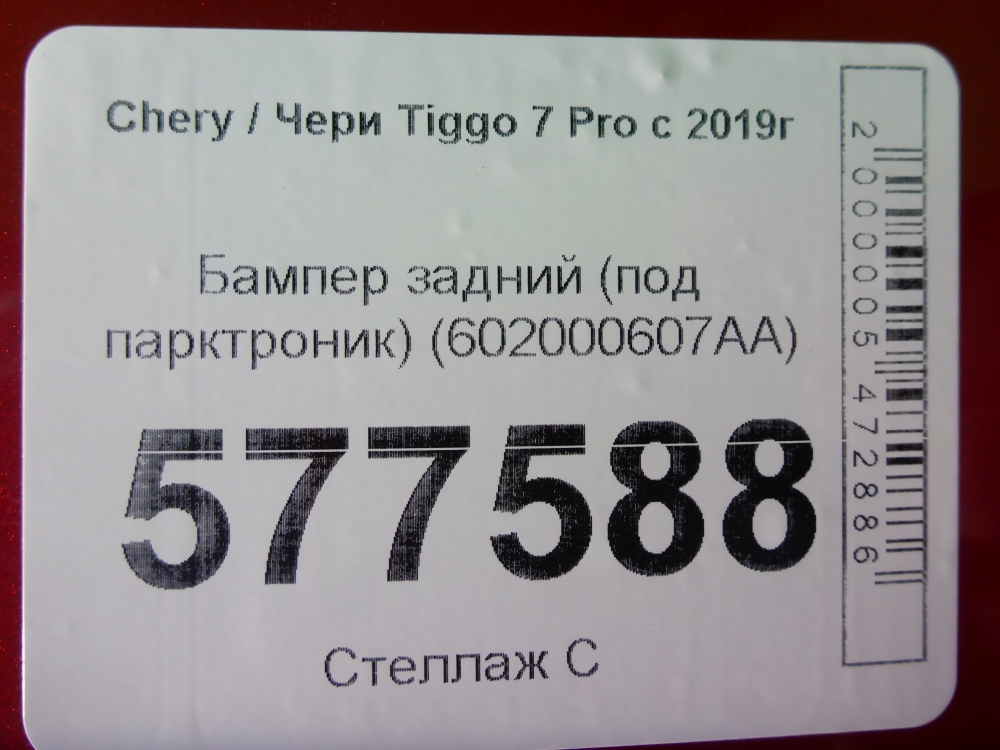 Chery / Чери Tiggo 7 Pro с 2019г
Бампер задний (под
парктроник) (602000607AA)
577588
Стеллаж С
2000005472886